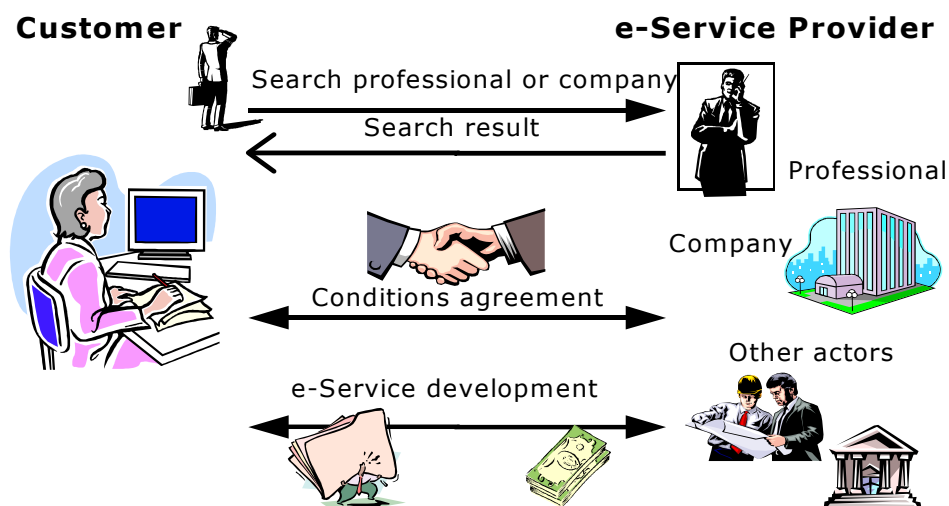 Customer
e-Service Provider
Search professional or company
Search result
Professional
Company
Conditions agreement
Other actors
e-Service development